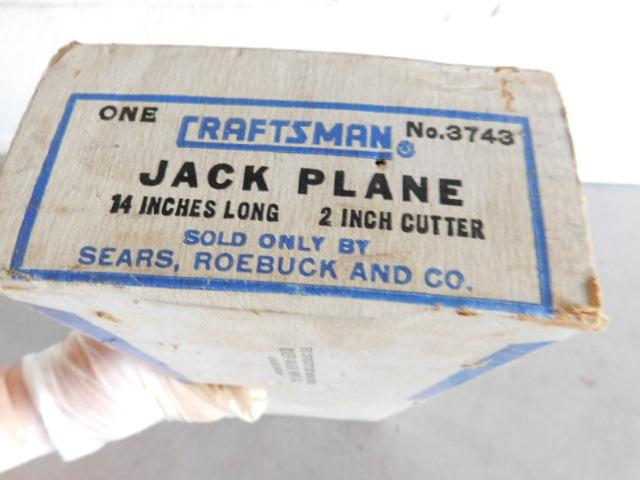 ONE CRAFTSMAN® No.3743
JACK PLANE
14 INCHES LONG 2 INCH CUTTER
SOLD ONLY BY
SEARS, ROEBUCK AND CO.